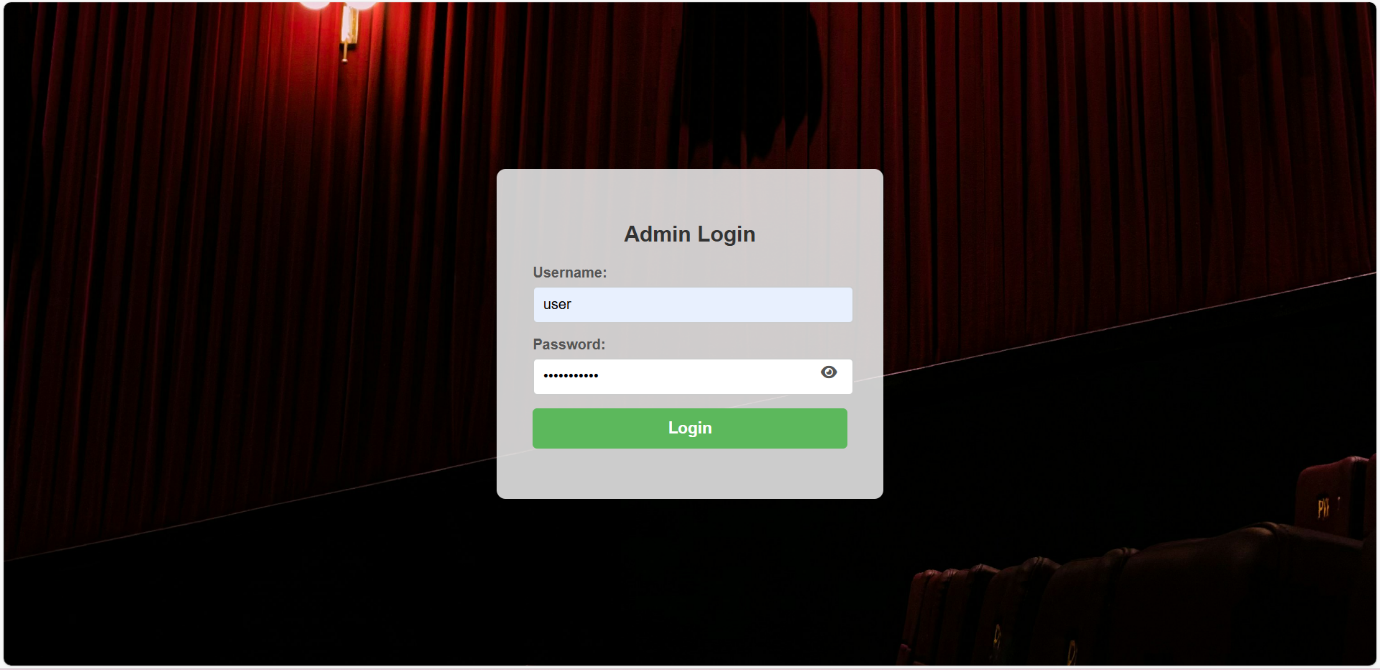 Admin Login
Username:
user
Password:
•••••••••••
Login